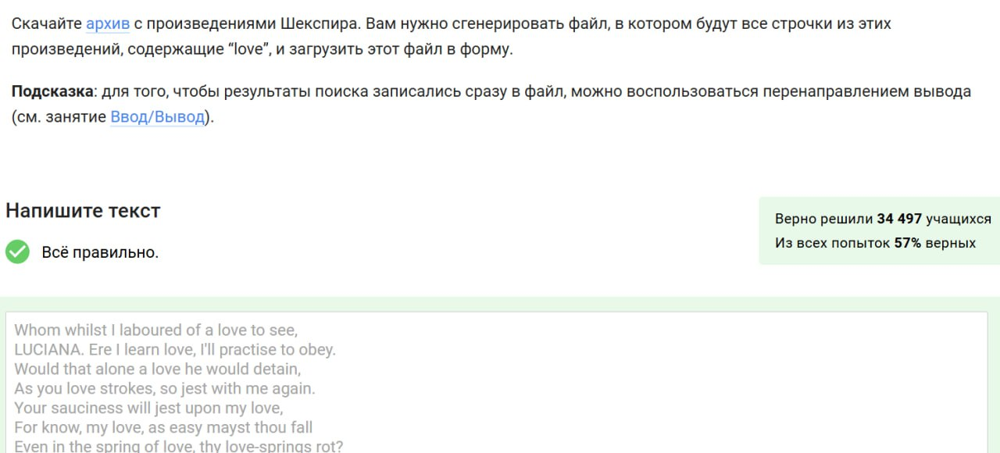 Скачайте архив с произведениями Шекспира. Вам нужно сгенерировать файл, в котором будут все строчки из этих
произведений, содержащие “love”, и загрузить этот файл в форму.
Подсказка: для того, чтобы результаты поиска записались сразу в файл, можно воспользоваться перенаправлением вывода
(см. занятие Ввод/Вывод).
Напишите текст
Всё правильно.
Верно решили 34 497 учащихся
Из всех попыток 57% верных
Whom whilst I laboured of a love to see,
LUCIANA. Ere I learn love, I'll practise to obey.
Would that alone a love he would detain,
As you love strokes, so jest with me again.
Your sauciness will jest upon my love,
For know, my love, as easy mayst thou fall
Even in the spring of love, thy love-springs rot?